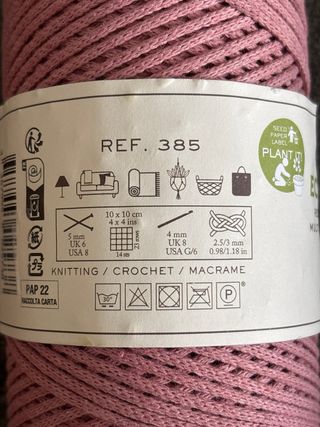 REF. 385
SEED
PAPER
LABEL
PLANT IT!
10 x 10 cm
4 x 4 ins
5 mm
UK 6
USA 8
14 sts
4 mm
UK 8
USA G/6
2.5/3 mm
0.98/1.18 in
KNITTING / CROCHET / MACRAME
30°
P
PAP 22
RACCOLTA CARTA